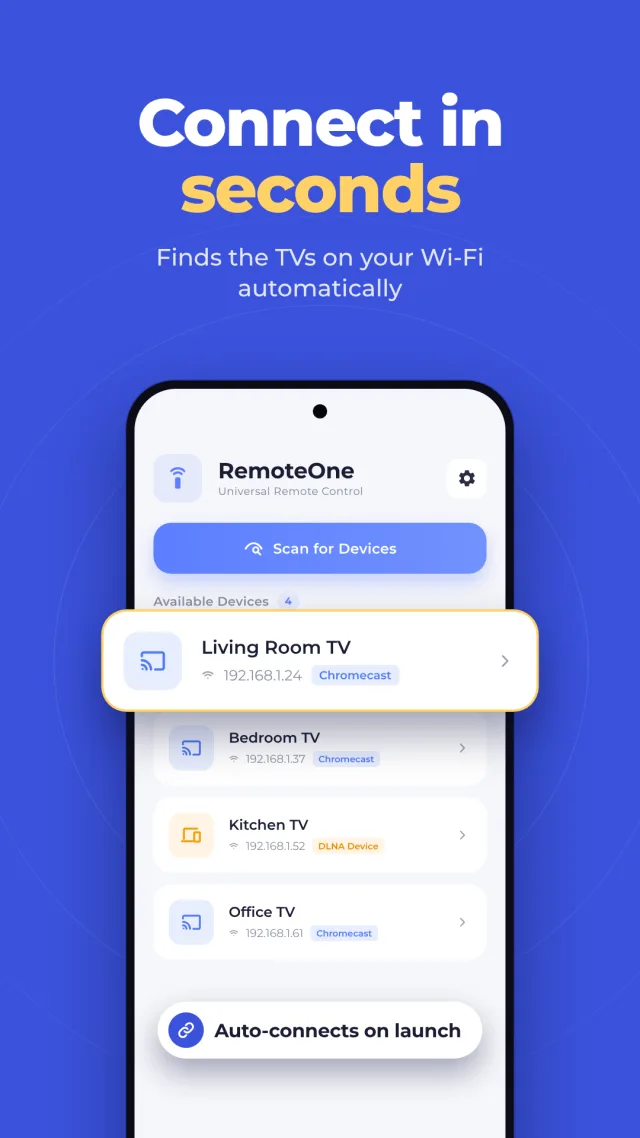 Connect in
seconds
Finds the TVs on your Wi-Fi
automatically
RemoteOne
Universal Remote Control
Scan for Devices
Available Devices 4
Living Room TV
192.168.1.24 Chromecast
Bedroom TV
192.168.1.37 Chromecast
Kitchen TV
192.168.1.52 DLNA Device
Office TV
192.168.1.61 Chromecast
Auto-connects on launch